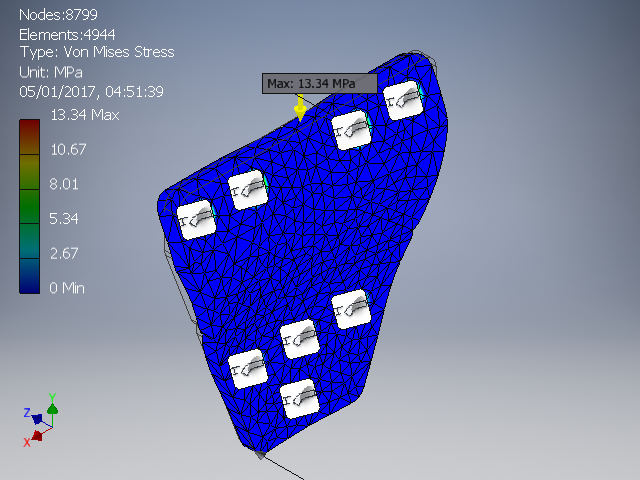 Nodes:8799
Elements:4944
Type: Von Mises Stress
Unit: MPa
05/01/2017, 04:51:39
13.34 Max
10.67
8.01
5.34
2.67
0 Min
Max: 13.34 MPa
Y
Z
X